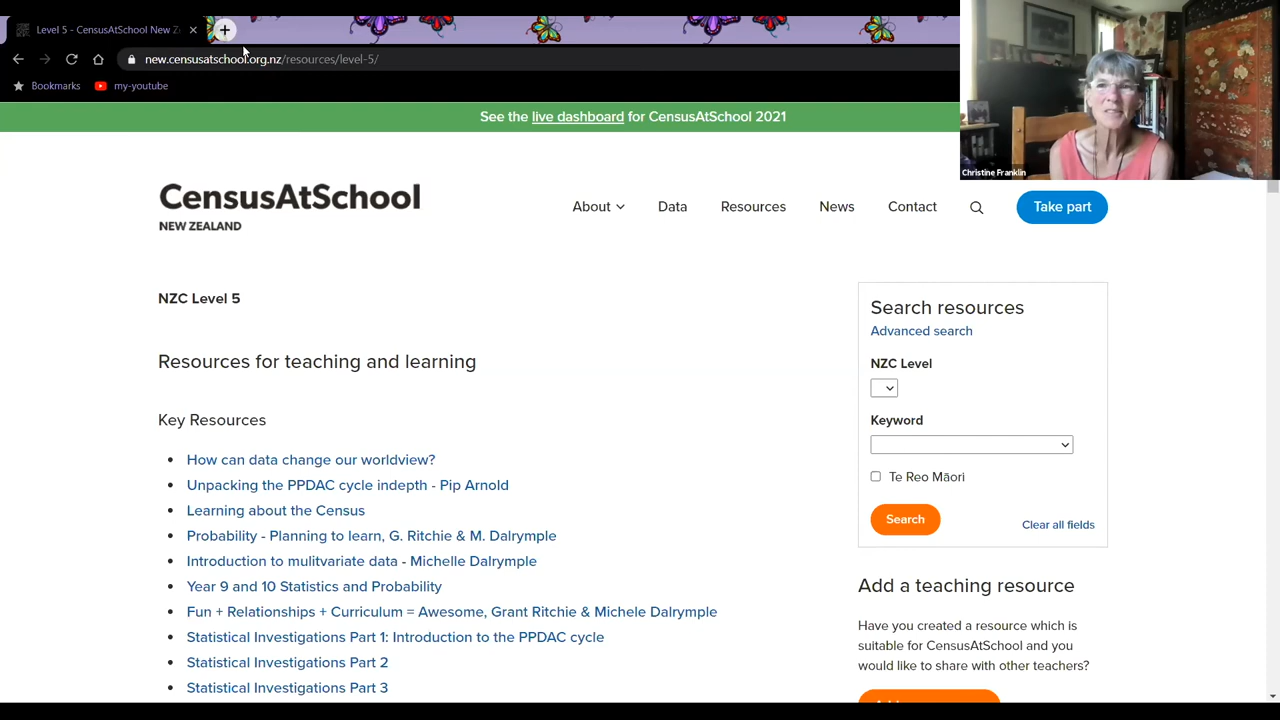 Level 5 - CensusAtSchool New Z
new.censusatschool.org.nz/resources/level-5/
Bookmarks my-youtube
See the live dashboard for CensusAtSchool 2021
Christine Franklin
CensusAtSchool
NEW ZEALAND
About Data Resources News Contact Take part
NZC Level 5
Resources for teaching and learning
Key Resources
How can data change our worldview?
Unpacking the PPDAC cycle indepth - Pip Arnold
Learning about the Census
Probability - Planning to learn, G. Ritchie & M. Dalrymple
Introduction to mulitvariate data - Michelle Dalrymple
Year 9 and 10 Statistics and Probability
Fun + Relationships + Curriculum = Awesome, Grant Ritchie & Michele Dalrymple
Statistical Investigations Part 1: Introduction to the PPDAC cycle
Statistical Investigations Part 2
Statistical Investigations Part 3
Search resources
Advanced search
NZC Level
Keyword
Te Reo Māori
Search Clear all fields
Add a teaching resource
Have you created a resource which is
suitable for CensusAtSchool and you
would like to share with other teachers?